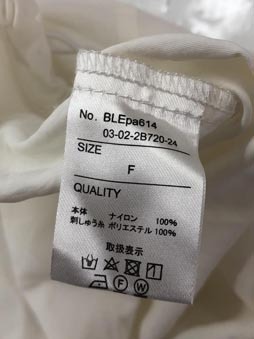 No. BLEpa614
03-02-2B720-24
SIZE
F
QUALITY
本体 ナイロン 100%
刺しゅう糸 ポリエステル 100%
取扱表示
F W